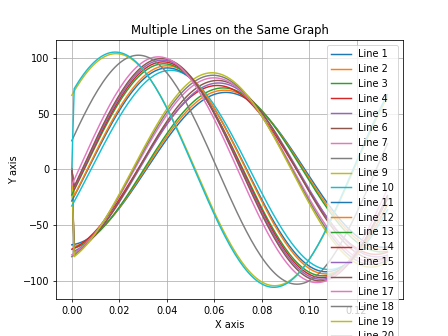 Multiple Lines on the Same Graph
Y axis
100
50
0
−50
−100
0.00
0.02
0.04
0.06
0.08
0.10
X axis
Line 1
Line 2
Line 3
Line 4
Line 5
Line 6
Line 7
Line 8
Line 9
Line 10
Line 11
Line 12
Line 13
Line 14
Line 15
Line 16
Line 17
Line 18
Line 19
Line 20